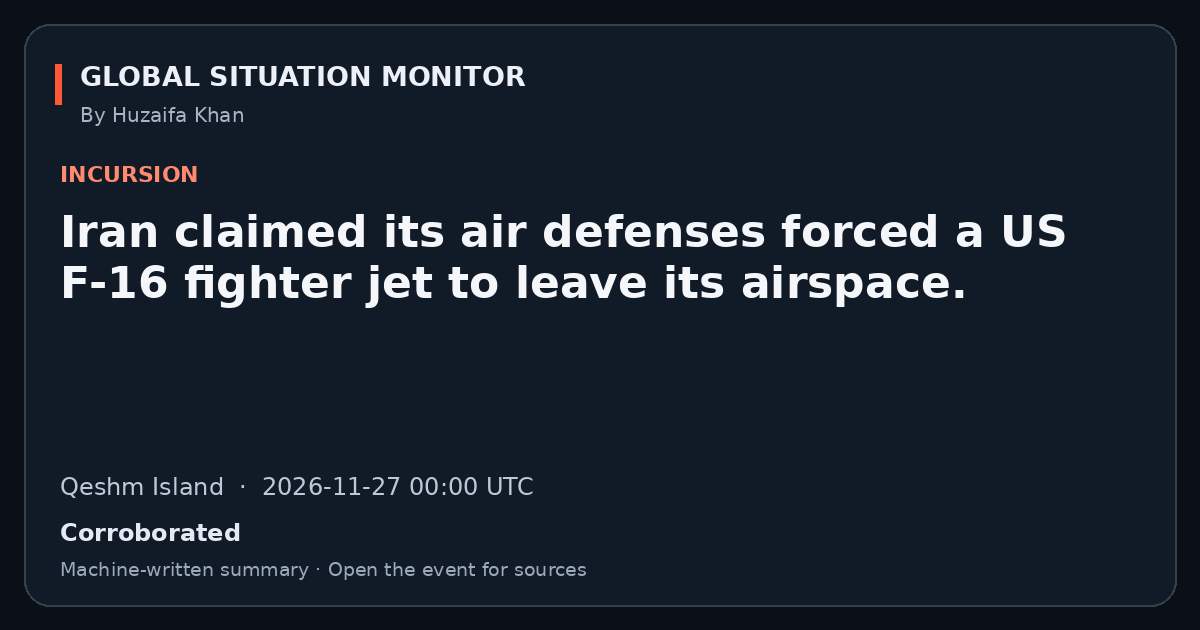 GLOBAL SITUATION MONITOR
By Huzaifa Khan
INCURSION
Iran claimed its air defenses forced a US
F-16 fighter jet to leave its airspace.
Qeshm Island · 2026-11-27 00:00 UTC
Corroborated
Machine-written summary · Open the event for sources